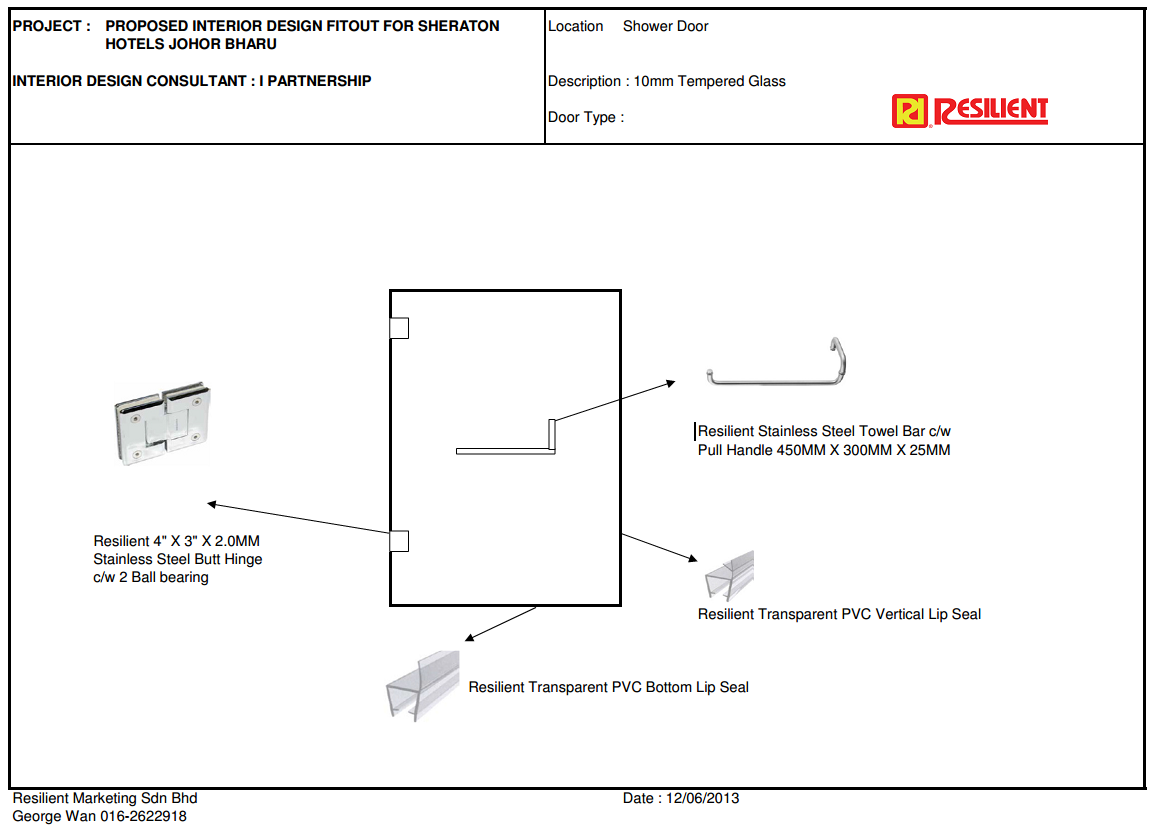 PROJECT : PROPOSED INTERIOR DESIGN FITOUT FOR SHERATON
HOTELS JOHOR BHARU
INTERIOR DESIGN CONSULTANT : I PARTNERSHIP
Location Shower Door
Description : 10mm Tempered Glass
Door Type :
RESILIENT
Resilient Stainless Steel Towel Bar c/w
Pull Handle 450MM X 300MM X 25MM
Resilient 4" X 3" X 2.0MM
Stainless Steel Butt Hinge
c/w 2 Ball bearing
Resilient Transparent PVC Vertical Lip Seal
Resilient Transparent PVC Bottom Lip Seal
Resilient Marketing Sdn Bhd
George Wan 016-2622918
Date : 12/06/2013